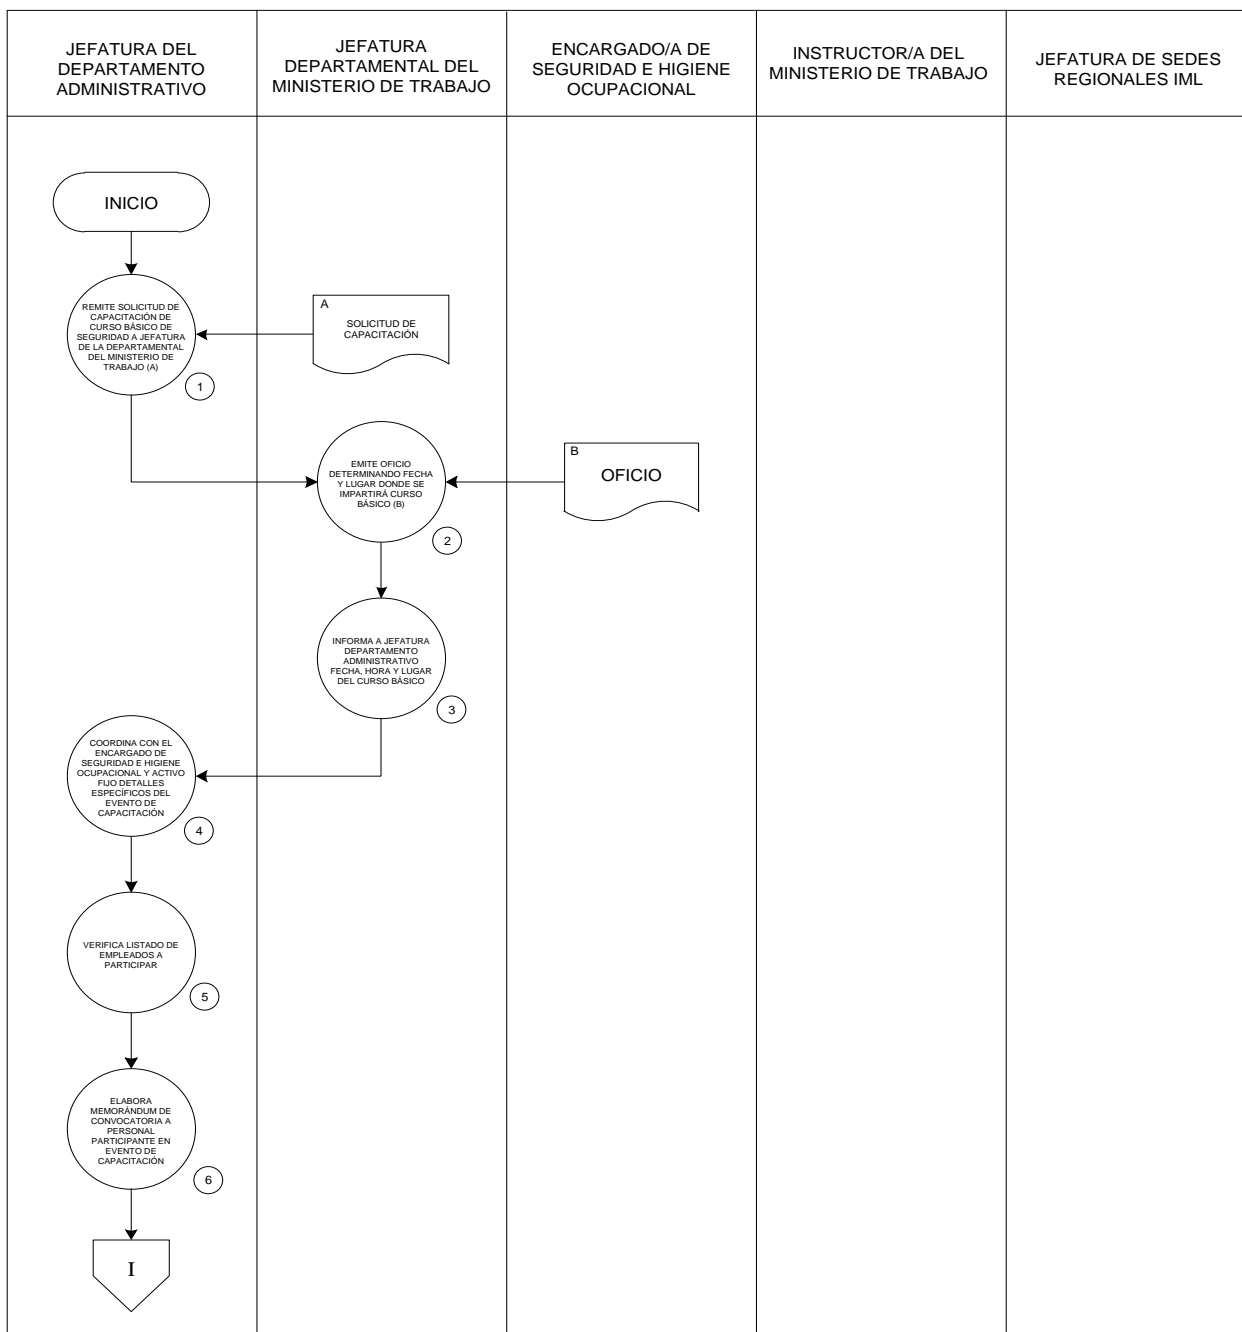 JEFATURA DEL
DEPARTAMENTO
ADMINISTRATIVO
JEFATURA
DEPARTAMENTAL DEL
MINISTERIO DE TRABAJO
ENCARGADO/A DE
SEGURIDAD E HIGIENE
OCUPACIONAL
INSTRUCTOR/A DEL
MINISTERIO DE TRABAJO
JEFATURA DE SEDES
REGIONALES IML
INICIO
REMITE SOLICITUD DE
CAPACITACIÓN DE
CURSO BÁSICO DE
SEGURIDAD A JEFATURA
DE LA DEPARTAMENTAL
DEL MINISTERIO DE
TRABAJO (A)
1
A
SOLICITUD DE
CAPACITACIÓN
EMITE OFICIO
DETERMINANDO FECHA
Y LUGAR DONDE SE
IMPARTIRÁ CURSO
BÁSICO (B)
2
B
OFICIO
INFORMA A JEFATURA
DEPARTAMENTO
ADMINISTRATIVO
FECHA, HORA Y LUGAR
DEL CURSO BÁSICO
3
COORDINA CON EL
ENCARGADO DE
SEGURIDAD E HIGIENE
OCUPACIONAL Y ACTIVO
FIJO DETALLES
ESPECÍFICOS DEL
EVENTO DE
CAPACITACIÓN
4
VERIFICA LISTADO DE
EMPLEADOS A
PARTICIPAR
5
ELABORA
MEMORÁNDUM DE
CONVOCATORIA A
PERSONAL
PARTICIPANTE EN
EVENTO DE
CAPACITACIÓN
6
I